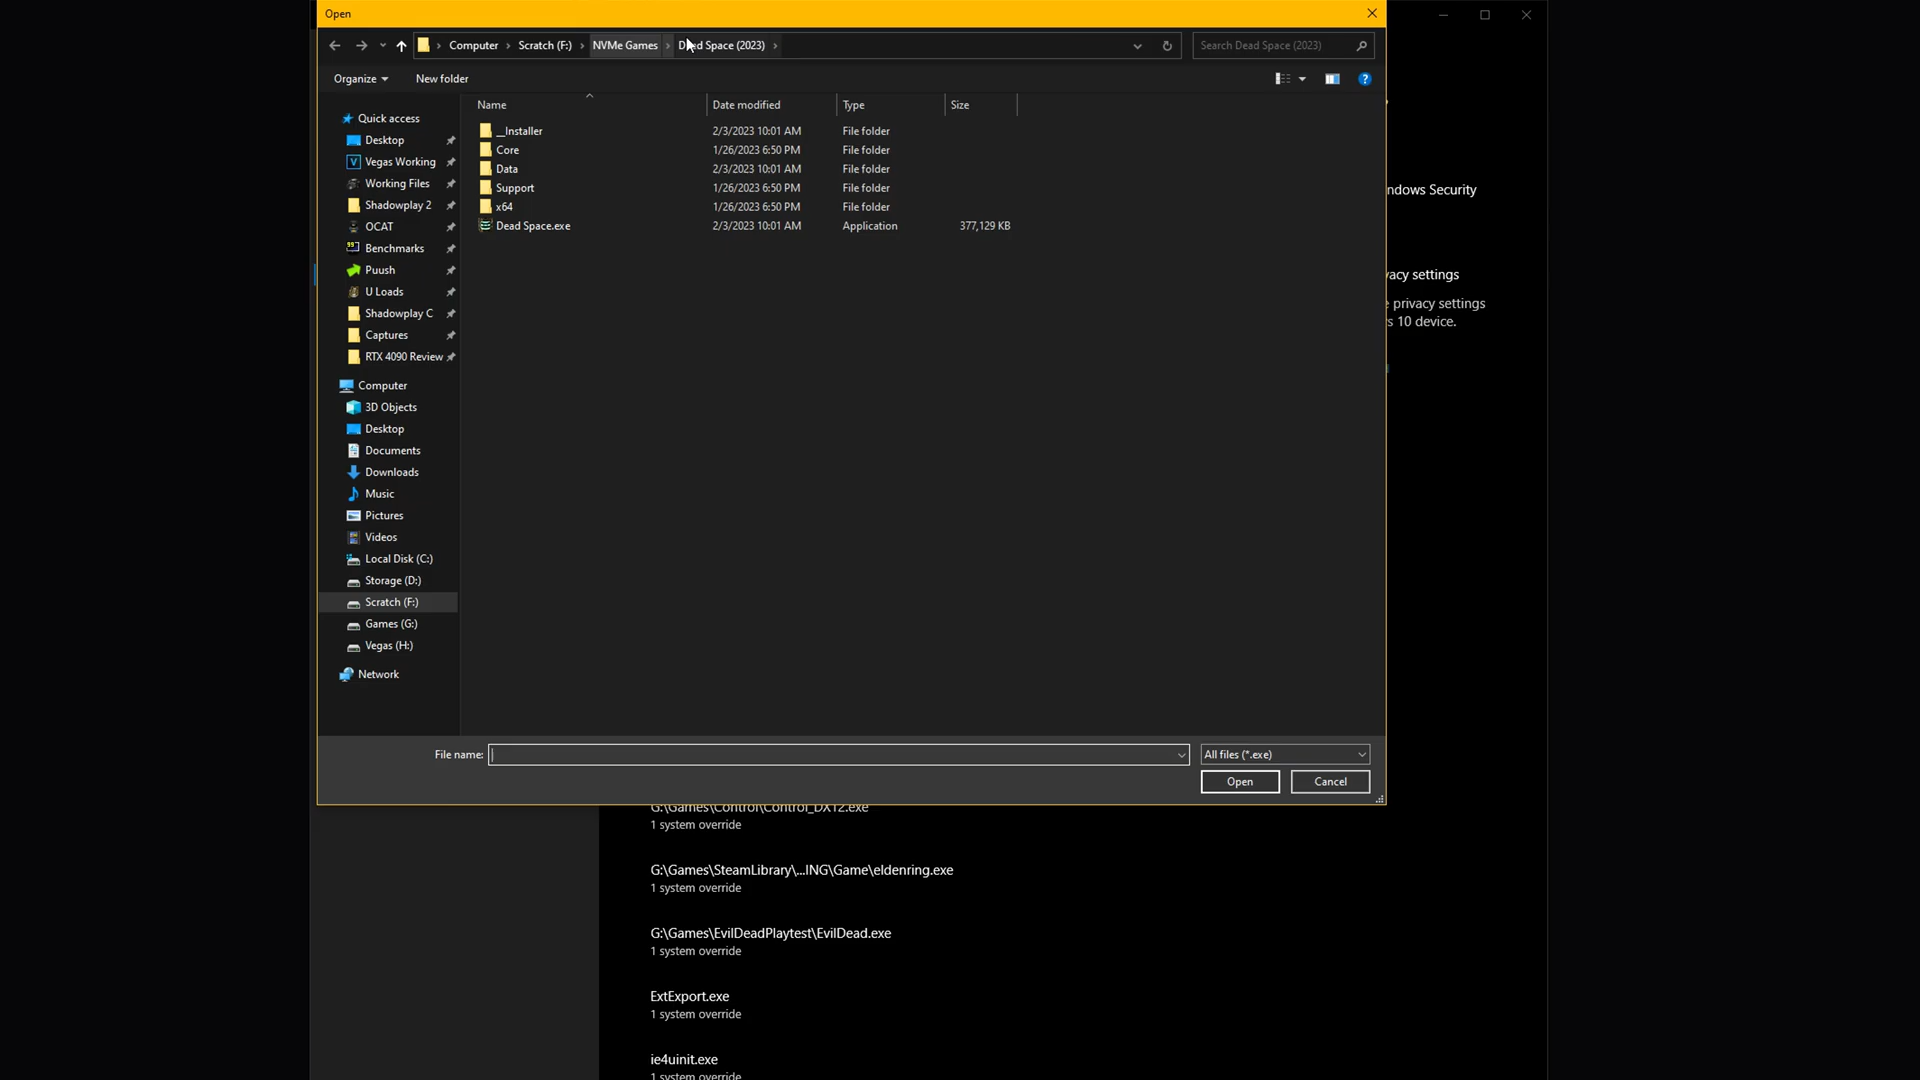 Open
Computer › Scratch (F:) › NVMe Games › Dead Space (2023) ›
Search Dead Space (2023)
Organize
New folder
Name
Date modified
Type
Size
Quick access
Desktop
Vegas Working
Working Files
Shadowplay 2
OCAT
Benchmarks
Puush
U Loads
Shadowplay C
Captures
RTX 4090 Review
Computer
3D Objects
Desktop
Documents
Downloads
Music
Pictures
Videos
Local Disk (C:)
Storage (D:)
Scratch (F:)
Games (G:)
Vegas (H:)
Network
__Installer 2/3/2023 10:01 AM File folder
Core 1/26/2023 6:50 PM File folder
Data 2/3/2023 10:01 AM File folder
Support 1/26/2023 6:50 PM File folder
x64 1/26/2023 6:50 PM File folder
Dead Space.exe 2/3/2023 10:01 AM Application 377,129 KB
ndows Security
vacy settings
privacy settings
s 10 device.
File name:
All files (*.exe)
Open
Cancel
G:\Games\Control\Control_DX12.exe
1 system override
G:\Games\SteamLibrary\...ING\Game\eldenring.exe
1 system override
G:\Games\EvilDeadPlaytest\EvilDead.exe
1 system override
ExtExport.exe
1 system override
ie4uinit.exe
1 system override